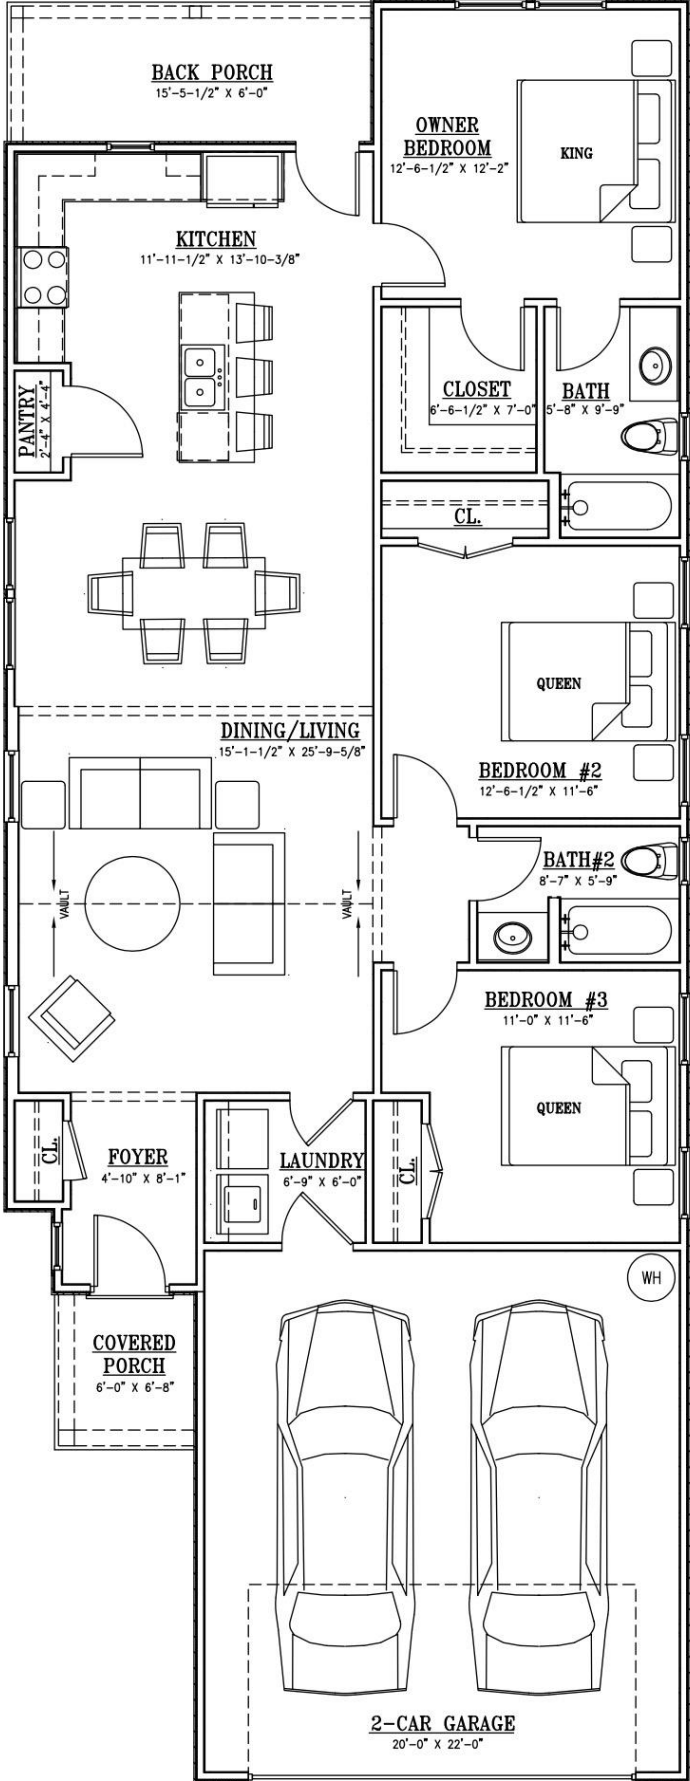 BACK PORCH
15'-5-1/2" X 6'-0"
OWNER
BEDROOM
12'-6-1/2" X 12'-2"
KING
KITCHEN
11'-11-1/2" X 13'-10-3/8"
PANTRY
2'-4" X 4'-4"
CLOSET
6'-6-1/2" X 7'-0"
BATH
5'-8" X 9'-9"
CL.
QUEEN
DINING/LIVING
15'-1-1/2" X 25'-9-5/8"
BEDROOM #2
12'-6-1/2" X 11'-6"
BATH#2
8'-7" X 5'-9"
VAULT
VAULT
BEDROOM #3
11'-0" X 11'-6"
QUEEN
CL.
FOYER
4'-10" X 8'-1"
LAUNDRY
6'-9" X 6'-0"
CL.
WH
COVERED
PORCH
6'-0" X 6'-8"
2-CAR GARAGE
20'-0" X 22'-0"